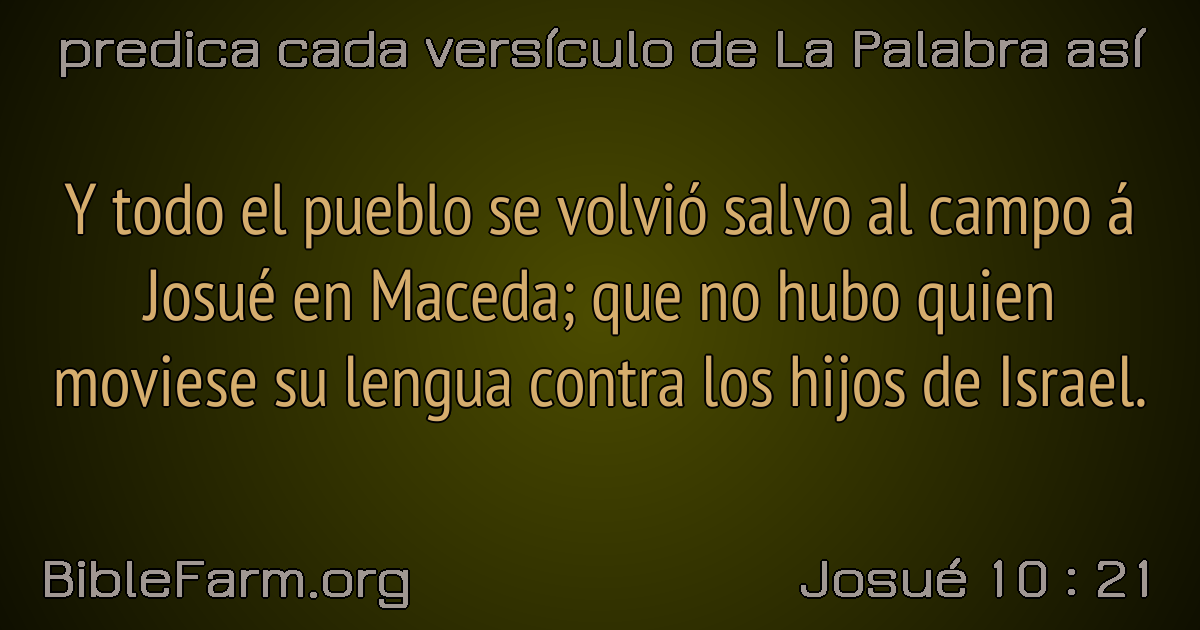 predica cada versículo de La Palabra así
Y todo el pueblo se volvió salvo al campo á
Josué en Maceda; que no hubo quien
moviese su lengua contra los hijos de Israel.
BibleFarm.org
Josué 10 : 21